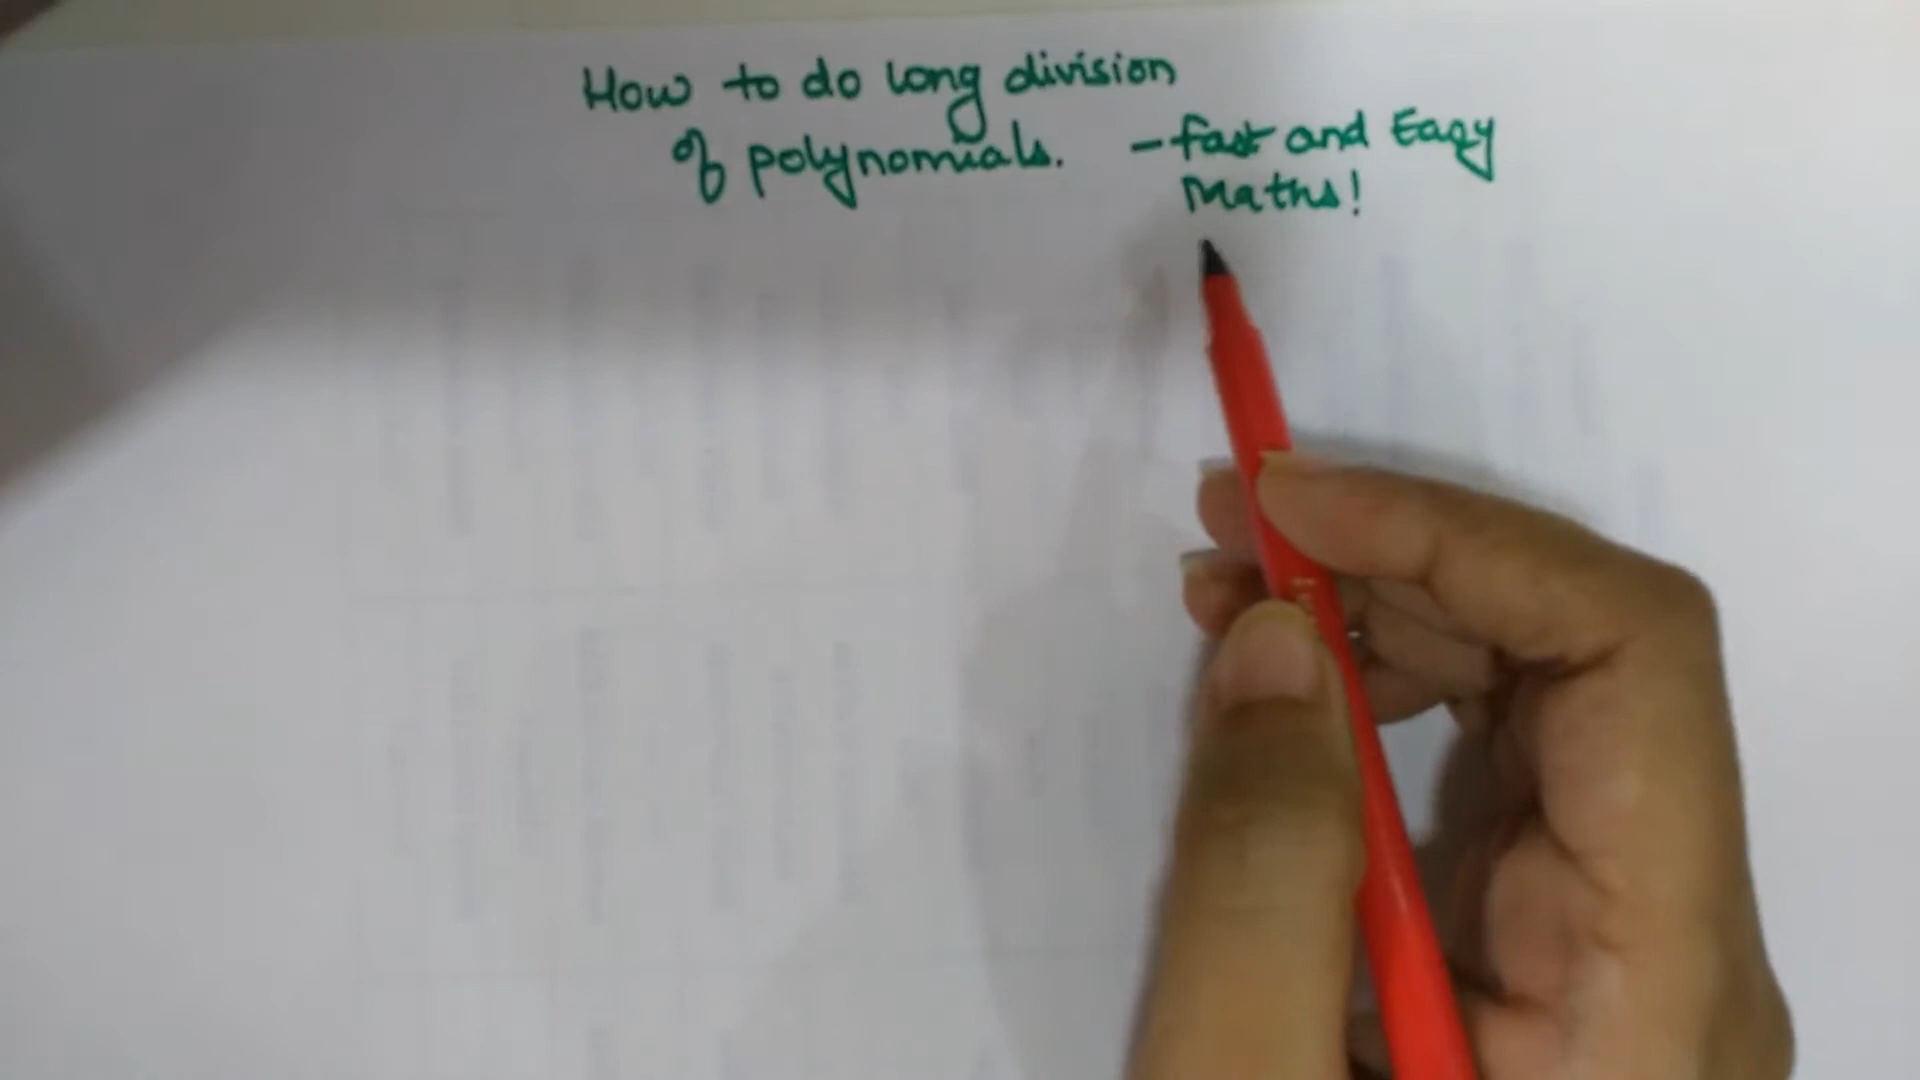 How to do long division
of polynomials. - fast and Easy
Maths!